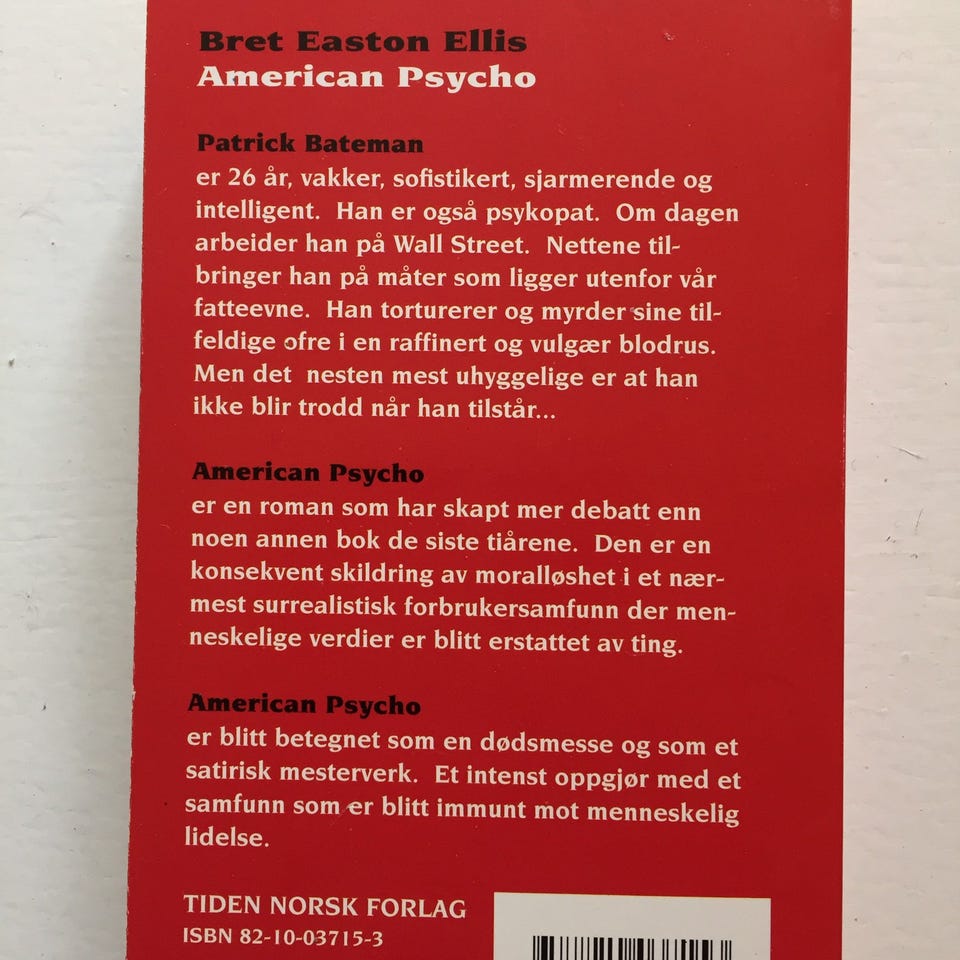 Bret Easton Ellis
American Psycho
Patrick Bateman
er 26 år, vakker, sofistikert, sjarmerende og
intelligent. Han er også psykopat. Om dagen
arbeider han på Wall Street. Nettene til-
bringer han på måter som ligger utenfor vår
fatteevne. Han torturerer og myrder sine til-
feldige ofre i en raffinert og vulgær blodrus.
Men det nesten mest uhyggelige er at han
ikke blir trodd når han tilstår...
American Psycho
er en roman som har skapt mer debatt enn
noen annen bok de siste tiårene. Den er en
konsekvent skildring av moralløshet i et nær-
mest surrealistisk forbrukersamfunn der men-
neskelige verdier er blitt erstattet av ting.
American Psycho
er blitt betegnet som en dødsmesse og som et
satirisk mesterverk. Et intenst oppgjør med et
samfunn som er blitt immunt mot menneskelig
lidelse.
TIDEN NORSK FORLAG
ISBN 82-10-03715-3